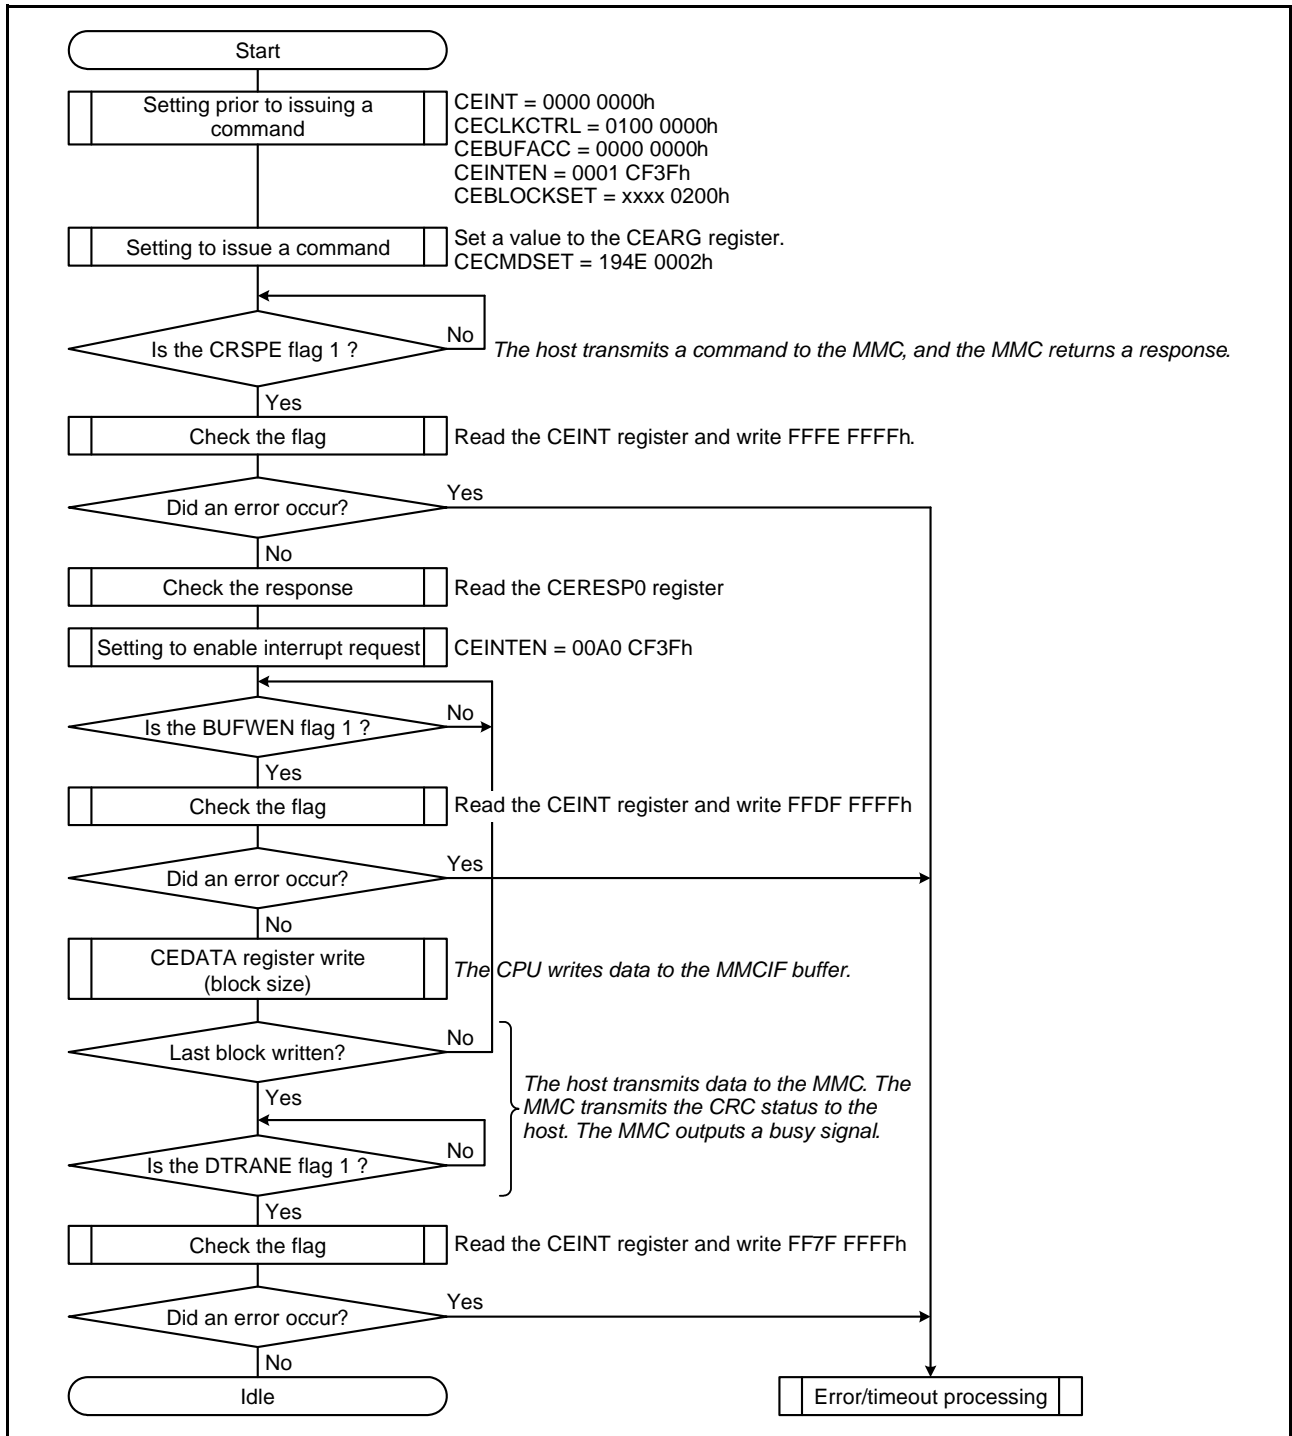 Start
Setting prior to issuing a
command
CEINT = 0000 0000h
CECLKCTRL = 0100 0000h
CEBUFACC = 0000 0000h
CEINTEN = 0001 CF3Fh
CEBLOCKSET = xxxx 0200h
Setting to issue a command
Set a value to the CEARG register.
CECMDSET = 194E 0002h
Is the CRSPE flag 1 ?
No
The host transmits a command to the MMC, and the MMC returns a response.
Yes
Check the flag
Read the CEINT register and write FFFE FFFFh.
Did an error occur?
Yes
No
Check the response
Read the CERESP0 register
Setting to enable interrupt request
CEINTEN = 00A0 CF3Fh
Is the BUFWEN flag 1 ?
No
Yes
Check the flag
Read the CEINT register and write FFDF FFFFh
Did an error occur?
Yes
No
CEDATA register write
(block size)
The CPU writes data to the MMCIF buffer.
Last block written?
No
Yes
The host transmits data to the MMC. The
MMC transmits the CRC status to the
host. The MMC outputs a busy signal.
Is the DTRANE flag 1 ?
No
Yes
Check the flag
Read the CEINT register and write FF7F FFFFh
Did an error occur?
Yes
No
Idle
Error/timeout processing